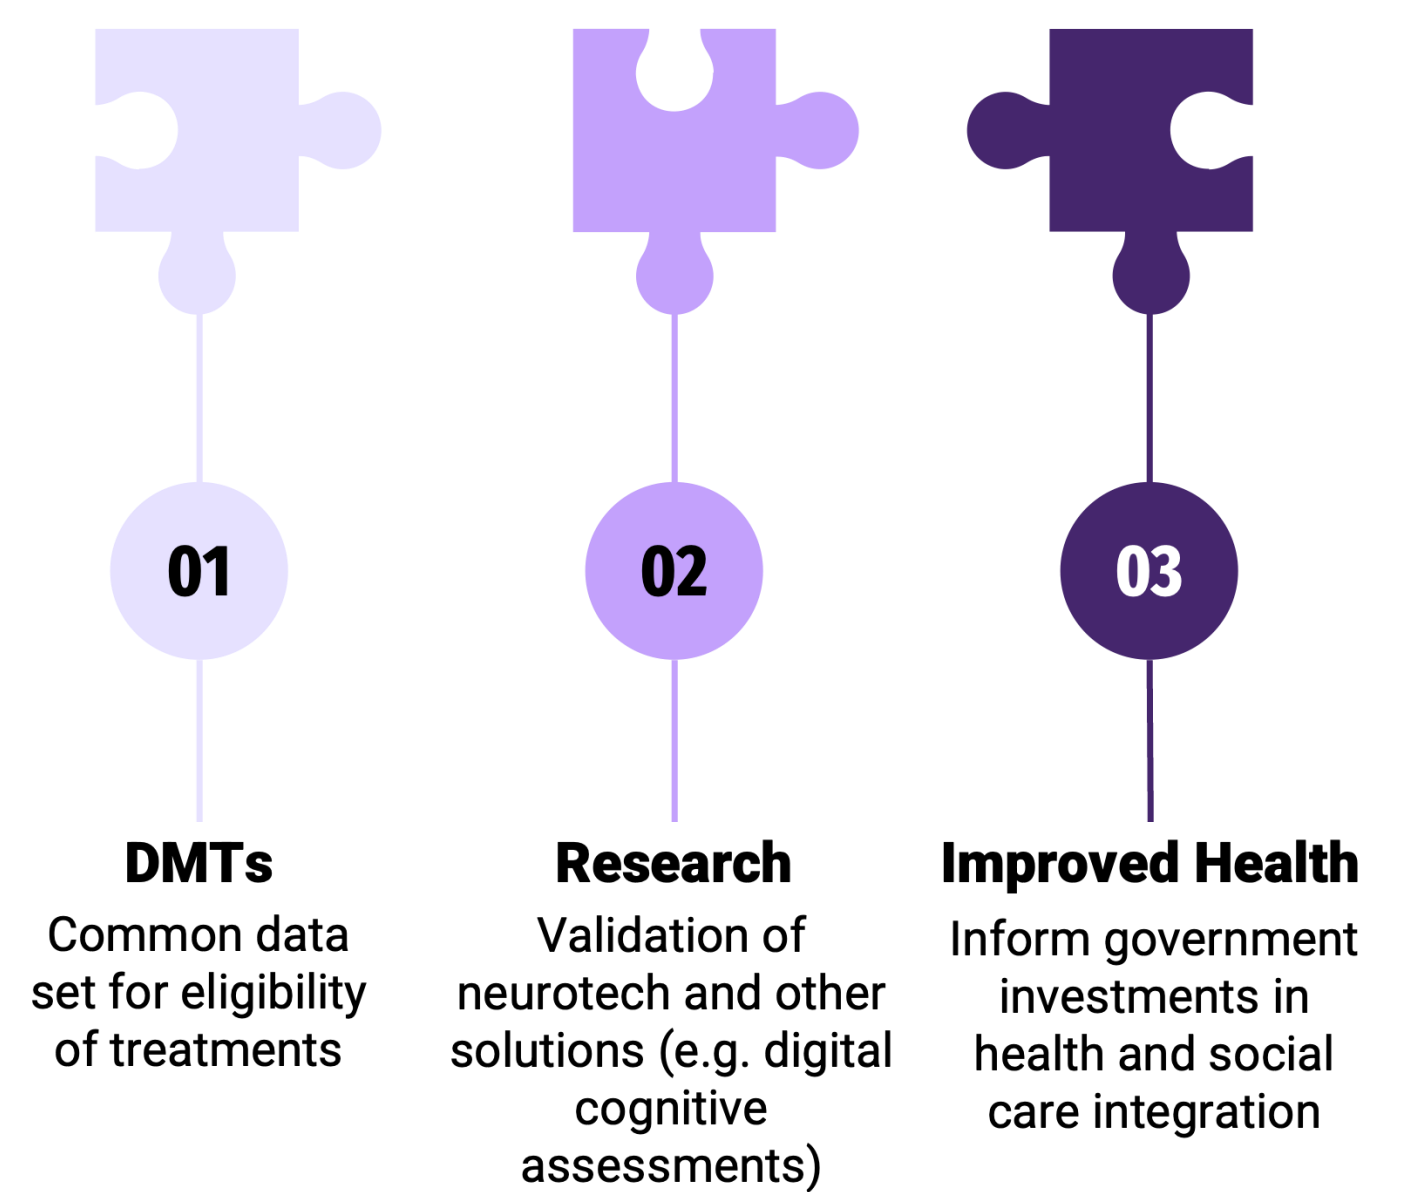 01
DMTs
Common data
set for eligibility
of treatments
02
Research
Validation of
neurotech and other
solutions (e.g. digital
cognitive
assessments)
03
Improved Health
Inform government
investments in
health and social
care integration